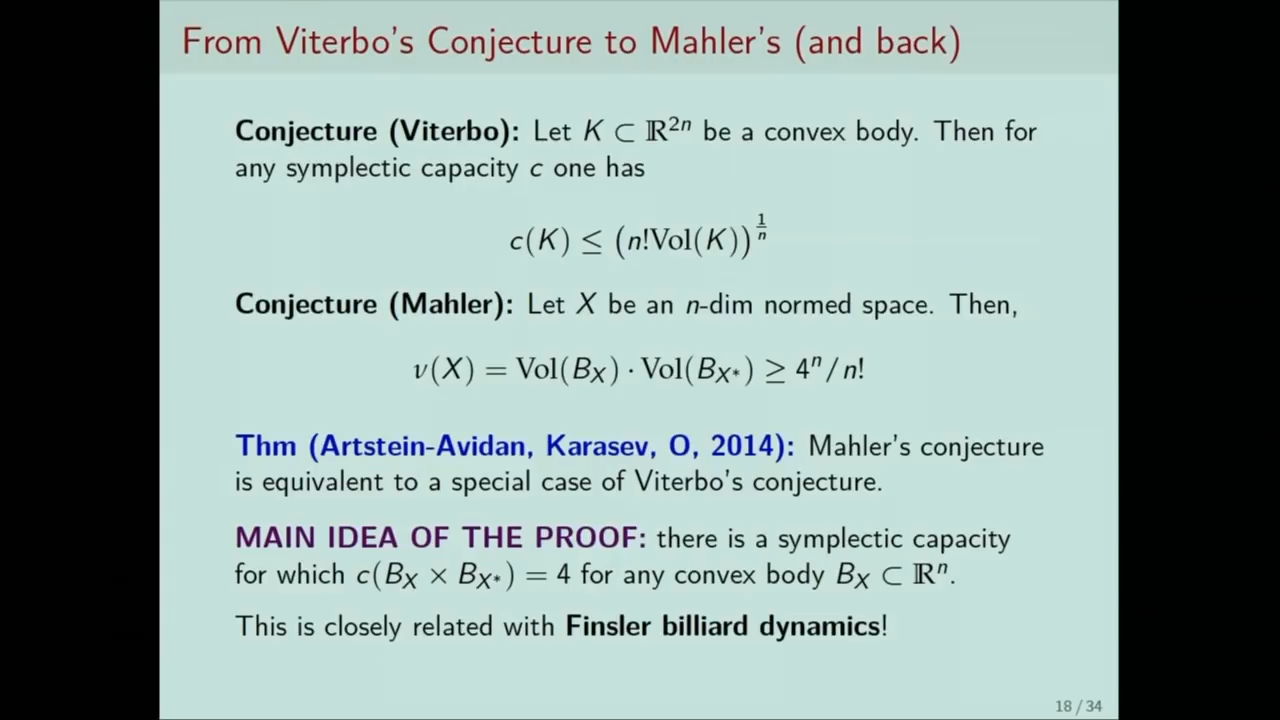 From Viterbo's Conjecture to Mahler's (and back)
Conjecture (Viterbo): Let K ⊂ ℝ²ⁿ be a convex body. Then for
any symplectic capacity c one has
c(K) ≤ (n!Vol(K))^{1/n}
Conjecture (Mahler): Let X be an n-dim normed space. Then,
ν(X) = Vol(B_X) · Vol(B_{X*}) ≥ 4ⁿ/n!
Thm (Artstein-Avidan, Karasev, O, 2014): Mahler's conjecture
is equivalent to a special case of Viterbo's conjecture.
MAIN IDEA OF THE PROOF: there is a symplectic capacity
for which c(B_X × B_{X*}) = 4 for any convex body B_X ⊂ ℝⁿ.
This is closely related with Finsler billiard dynamics!
18 / 34